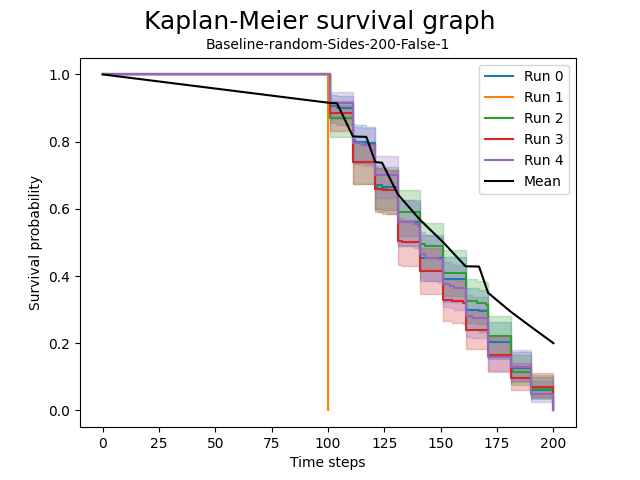 Kaplan-Meier survival graph
Baseline-random-Sides-200-False-1
Survival probability
1.0
0.8
0.6
0.4
0.2
0.0
Run 0
Run 1
Run 2
Run 3
Run 4
Mean
0 25 50 75 100 125 150 175 200
Time steps